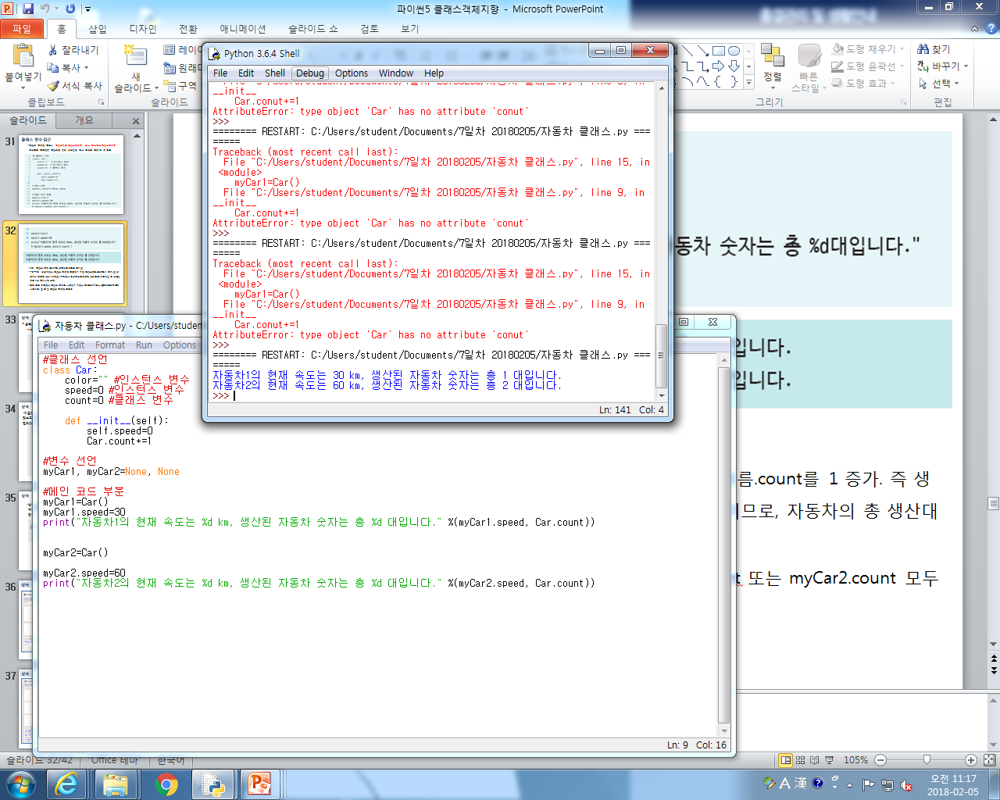 파이썬5 클래스객체지향 - Microsoft PowerPoint
파일 홈 삽입 디자인 전환 애니메이션 슬라이드 쇼 검토 보기
붙여넣기
잘라내기
복사
서식 복사
클립보드
새
슬라이드
구역
슬라이드
정렬
빠른
스타일
도형 채우기
도형 윤곽선
도형 효과
그리기
찾기
바꾸기
선택
편집
슬라이드 개요
31
클래스 변수 접근
32
33
34
35
36
37
Python 3.6.4 Shell
File Edit Shell Debug Options Window Help
__init__
Car.conut+=1
AttributeError: type object 'Car' has no attribute 'conut'
>>>
======== RESTART: C:/Users/student/Documents/7일차 20180205/자동차 클래스.py ===
=====
Traceback (most recent call last):
File "C:/Users/student/Documents/7일차 20180205/자동차 클래스.py", line 15, in
<module>
myCar1=Car()
File "C:/Users/student/Documents/7일차 20180205/자동차 클래스.py", line 9, in
__init__
Car.conut+=1
AttributeError: type object 'Car' has no attribute 'conut'
>>>
======== RESTART: C:/Users/student/Documents/7일차 20180205/자동차 클래스.py ===
=====
Traceback (most recent call last):
File "C:/Users/student/Documents/7일차 20180205/자동차 클래스.py", line 15, in
<module>
myCar1=Car()
File "C:/Users/student/Documents/7일차 20180205/자동차 클래스.py", line 9, in
__init__
Car.conut+=1
AttributeError: type object 'Car' has no attribute 'conut'
>>>
======== RESTART: C:/Users/student/Documents/7일차 20180205/자동차 클래스.py ===
=====
자동차1의 현재 속도는 30 km, 생산된 자동차 숫자는 총 1 대입니다.
자동차2의 현재 속도는 60 km, 생산된 자동차 숫자는 총 2 대입니다.
>>>
Ln: 141 Col: 4
자동차 클래스.py - C:/Users/studen
File Edit Format Run Options
#클래스 선언
class Car:
color="" #인스턴스 변수
speed=0 #인스턴스 변수
count=0 #클래스 변수
def __init__(self):
self.speed=0
Car.count+=1
#변수 선언
myCar1, myCar2=None, None
#메인 코드 부분
myCar1=Car()
myCar1.speed=30
print("자동차1의 현재 속도는 %d km, 생산된 자동차 숫자는 총 %d 대입니다." %(myCar1.speed, Car.count))
myCar2=Car()
myCar2.speed=60
print("자동차2의 현재 속도는 %d km, 생산된 자동차 숫자는 총 %d 대입니다." %(myCar2.speed, Car.count))
Ln: 9 Col: 16
동차 숫자는 총 %d대입니다."
입니다.
입니다.
름.count를 1 증가. 즉 생
므로, 자동차의 총 생산대
t 또는 myCar2.count 모두
슬라이드 32/42 "Office 테마" 한국어
105%
A 漢
오전 11:17
2018-02-05